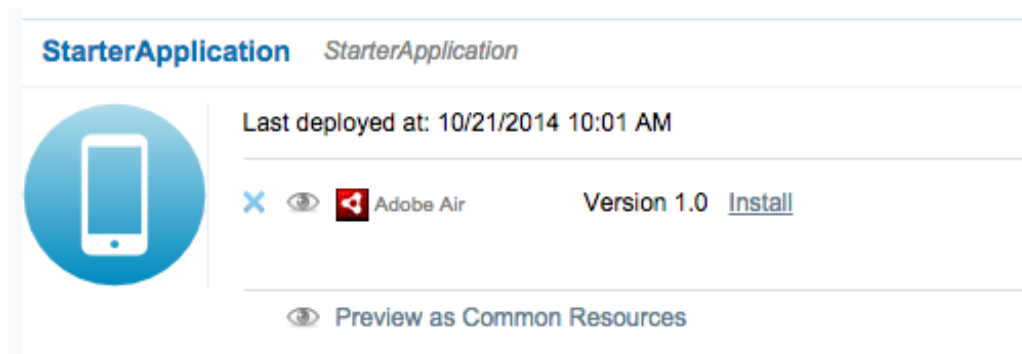 StarterApplication StarterApplication
Last deployed at: 10/21/2014 10:01 AM
Adobe Air Version 1.0 Install
Preview as Common Resources